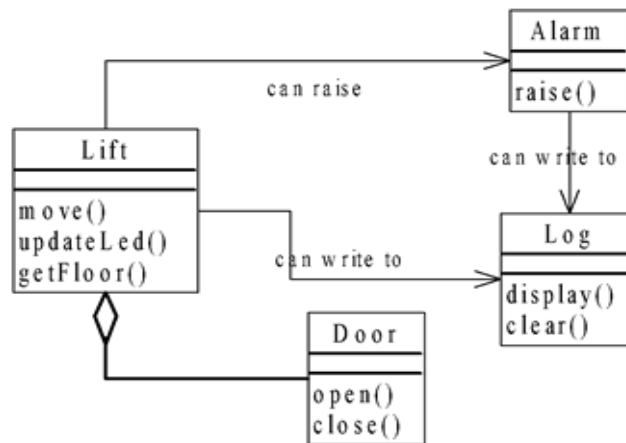 Alarm
raise()
can raise
Lift
move()
updateLed()
getFloor()
can write to
Log
display()
clear()
can write to
Door
open()
close()